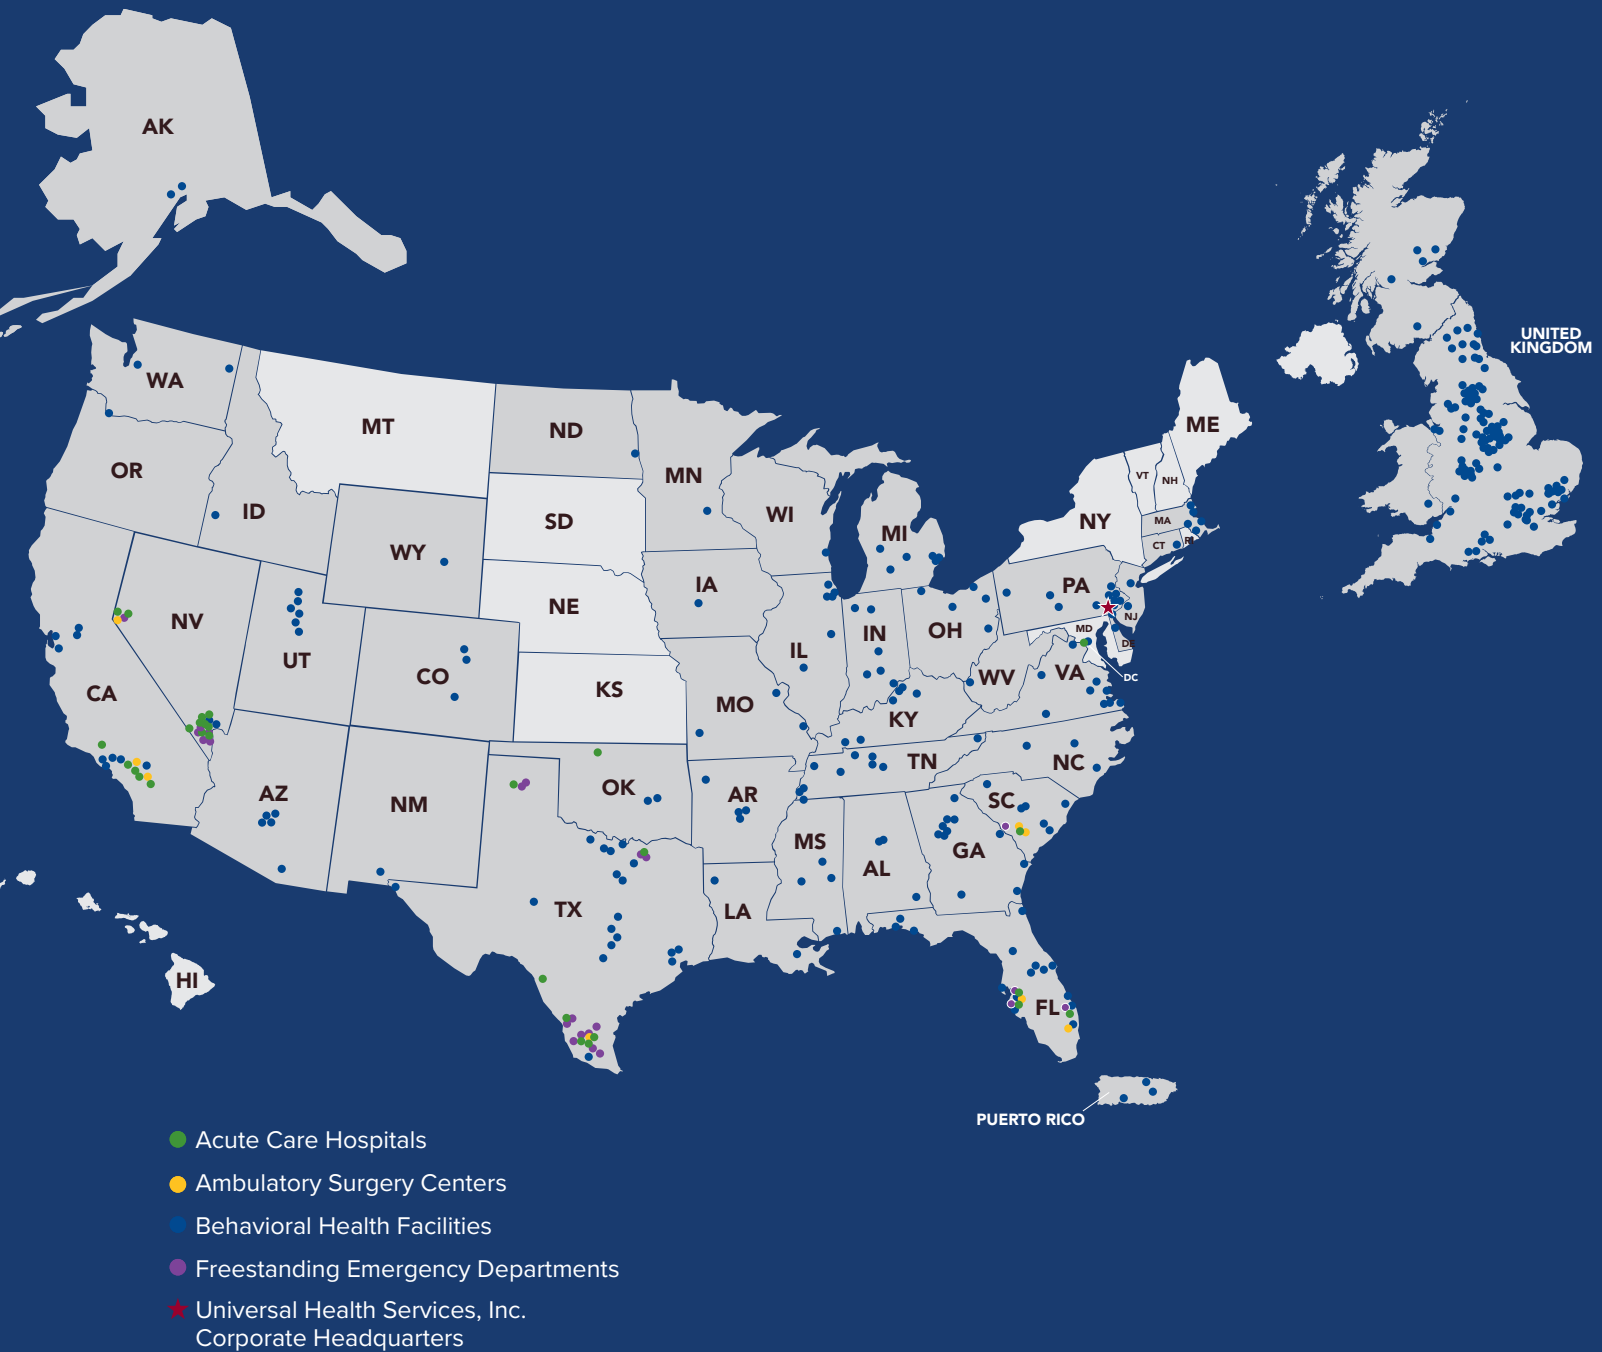 AK
UNITED
KINGDOM
WA
MT
ND
MN
ME
VT
NH
OR
ID
SD
WI
MI
NY
MA
WY
CT
RI
IA
PA
NE
NV
NJ
MD
IN
OH
DE
UT
IL
CO
WV
VA
DC
KS
CA
MO
KY
TN
NC
OK
AZ
AR
NM
SC
MS
GA
AL
TX
LA
HI
FL
PUERTO RICO
Acute Care Hospitals
Ambulatory Surgery Centers
Behavioral Health Facilities
Freestanding Emergency Departments
Universal Health Services, Inc.
Corporate Headquarters